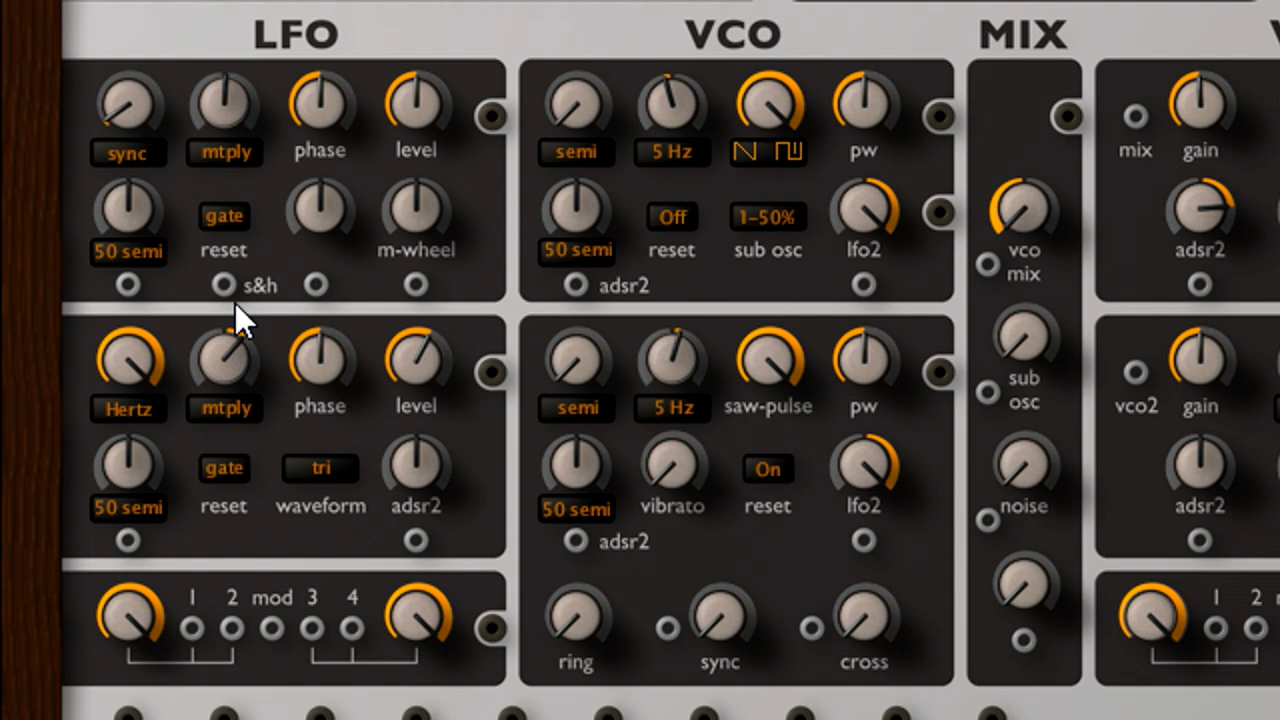 LFO VCO MIX
sync mtply phase level
semi 5 Hz pw
mix gain
50 semi gate reset m-wheel
50 semi Off reset 1-50% sub osc lfo2
vco mix
adsr2
s&h
adsr2
Hertz mtply phase level
semi 5 Hz saw-pulse pw
sub osc
vco2 gain
50 semi gate reset tri waveform adsr2
50 semi vibrato On reset lfo2
noise
adsr2
adsr2
1 2 mod 3 4
ring sync cross
1 2